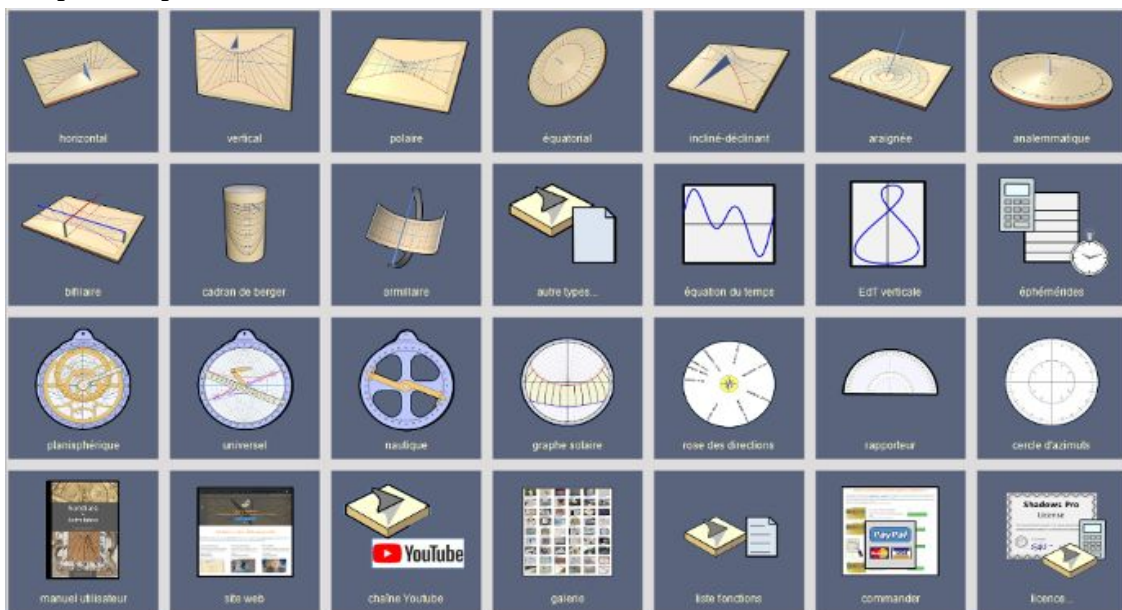 horizontal
vertical
polaire
équatorial
incliné-déclinant
araignée
analemmatique
bifilaire
cadran de berger
armillaire
autre types...
équation du temps
EdT verticale
éphémérides
planisphérique
universel
nautique
graphe solaire
rose des directions
rapporteur
cercle d'azimuts
Shadows Pro
License
YouTube
PayPal
manuel utilisateur
site web
chaîne Youtube
galerie
liste fonctions
commander
licence...